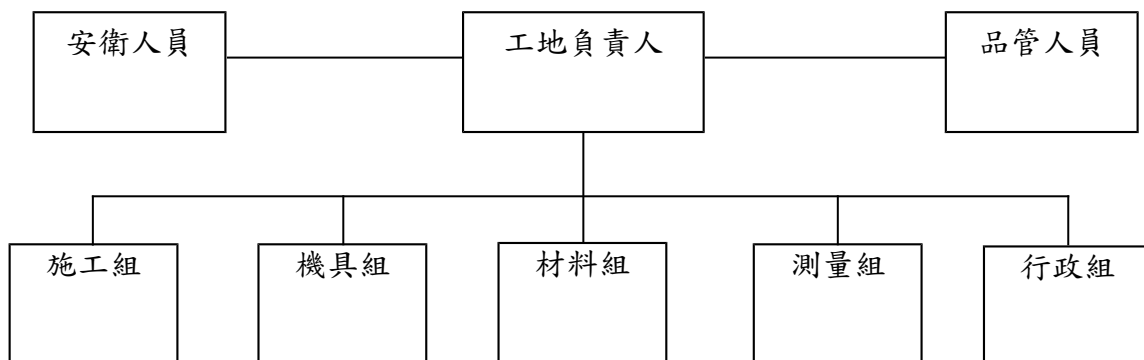 安衛人員
工地負責人
品管人員
施工組
機具組
材料組
測量組
行政組